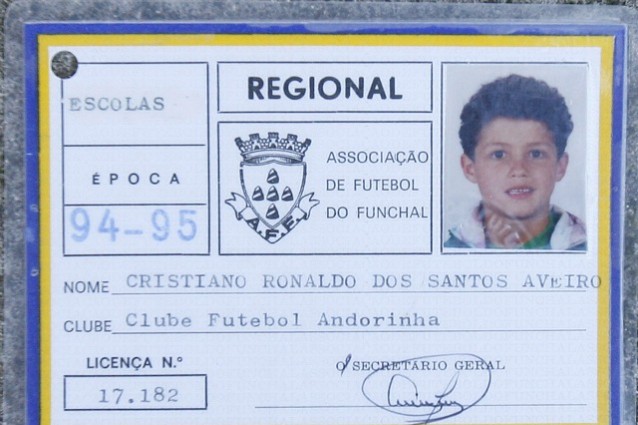 ESCOLAS
ÉPOCA
94-95
REGIONAL
A.F.F.
ASSOCIAÇÃO
DE FUTEBOL
DO FUNCHAL
NOME CRISTIANO RONALDO DOS SANTOS AVEIRO
CLUBE Clube Futebol Andorinha
LICENÇA N.º
17.182
O SECRETÁRIO GERAL